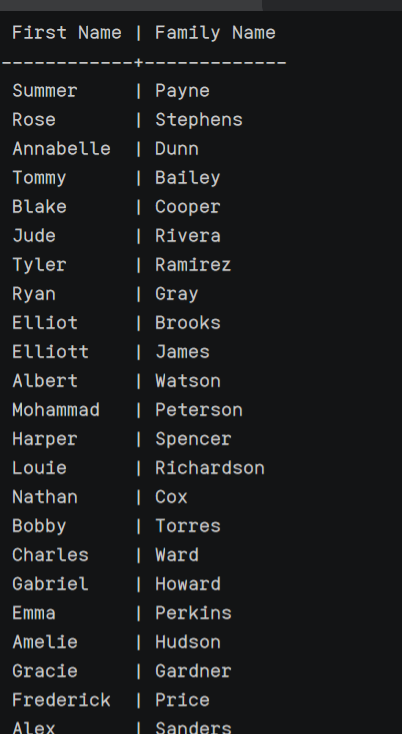 First Name | Family Name
------------+-------------
Summer | Payne
Rose | Stephens
Annabelle | Dunn
Tommy | Bailey
Blake | Cooper
Jude | Rivera
Tyler | Ramirez
Ryan | Gray
Elliot | Brooks
Elliott | James
Albert | Watson
Mohammad | Peterson
Harper | Spencer
Louie | Richardson
Nathan | Cox
Bobby | Torres
Charles | Ward
Gabriel | Howard
Emma | Perkins
Amelie | Hudson
Gracie | Gardner
Frederick | Price
Alex | Sanders